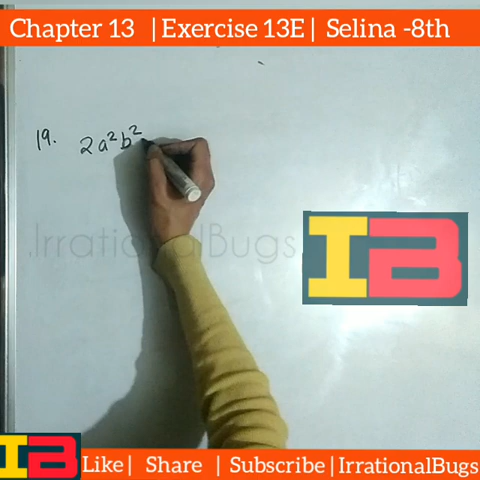 Chapter 13 | Exercise 13E | Selina -8th
19. 2a²b²
IrrationalBugs
IB
IB Like | Share | Subscribe | IrrationalBugs